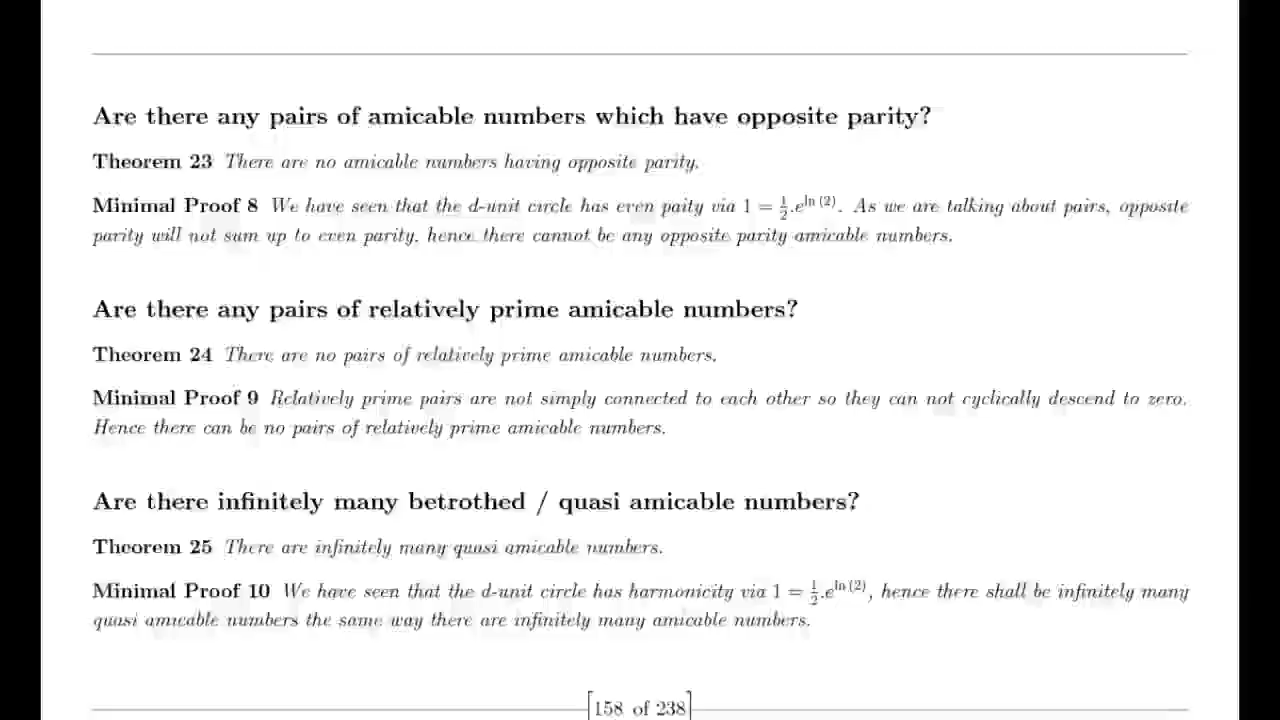 Are there any pairs of amicable numbers which have opposite parity?
Theorem 23 There are no amicable numbers having opposite parity.
Minimal Proof 8 We have seen that the d-unit circle has even paity via 1 = 1/2.e^ln (2). As we are talking about pairs, opposite
parity will not sum up to even parity. hence there cannot be any opposite parity amicable numbers.
Are there any pairs of relatively prime amicable numbers?
Theorem 24 There are no pairs of relatively prime amicable numbers.
Minimal Proof 9 Relatively prime pairs are not simply connected to each other so they can not cyclically descend to zero.
Hence there can be no pairs of relatively prime amicable numbers.
Are there infinitely many betrothed / quasi amicable numbers?
Theorem 25 There are infinitely many quasi amicable numbers.
Minimal Proof 10 We have seen that the d-unit circle has harmonicity via 1 = 1/2.e^ln (2), hence there shall be infinitely many
quasi amicable numbers the same way there are infinitely many amicable numbers.
[158 of 238]